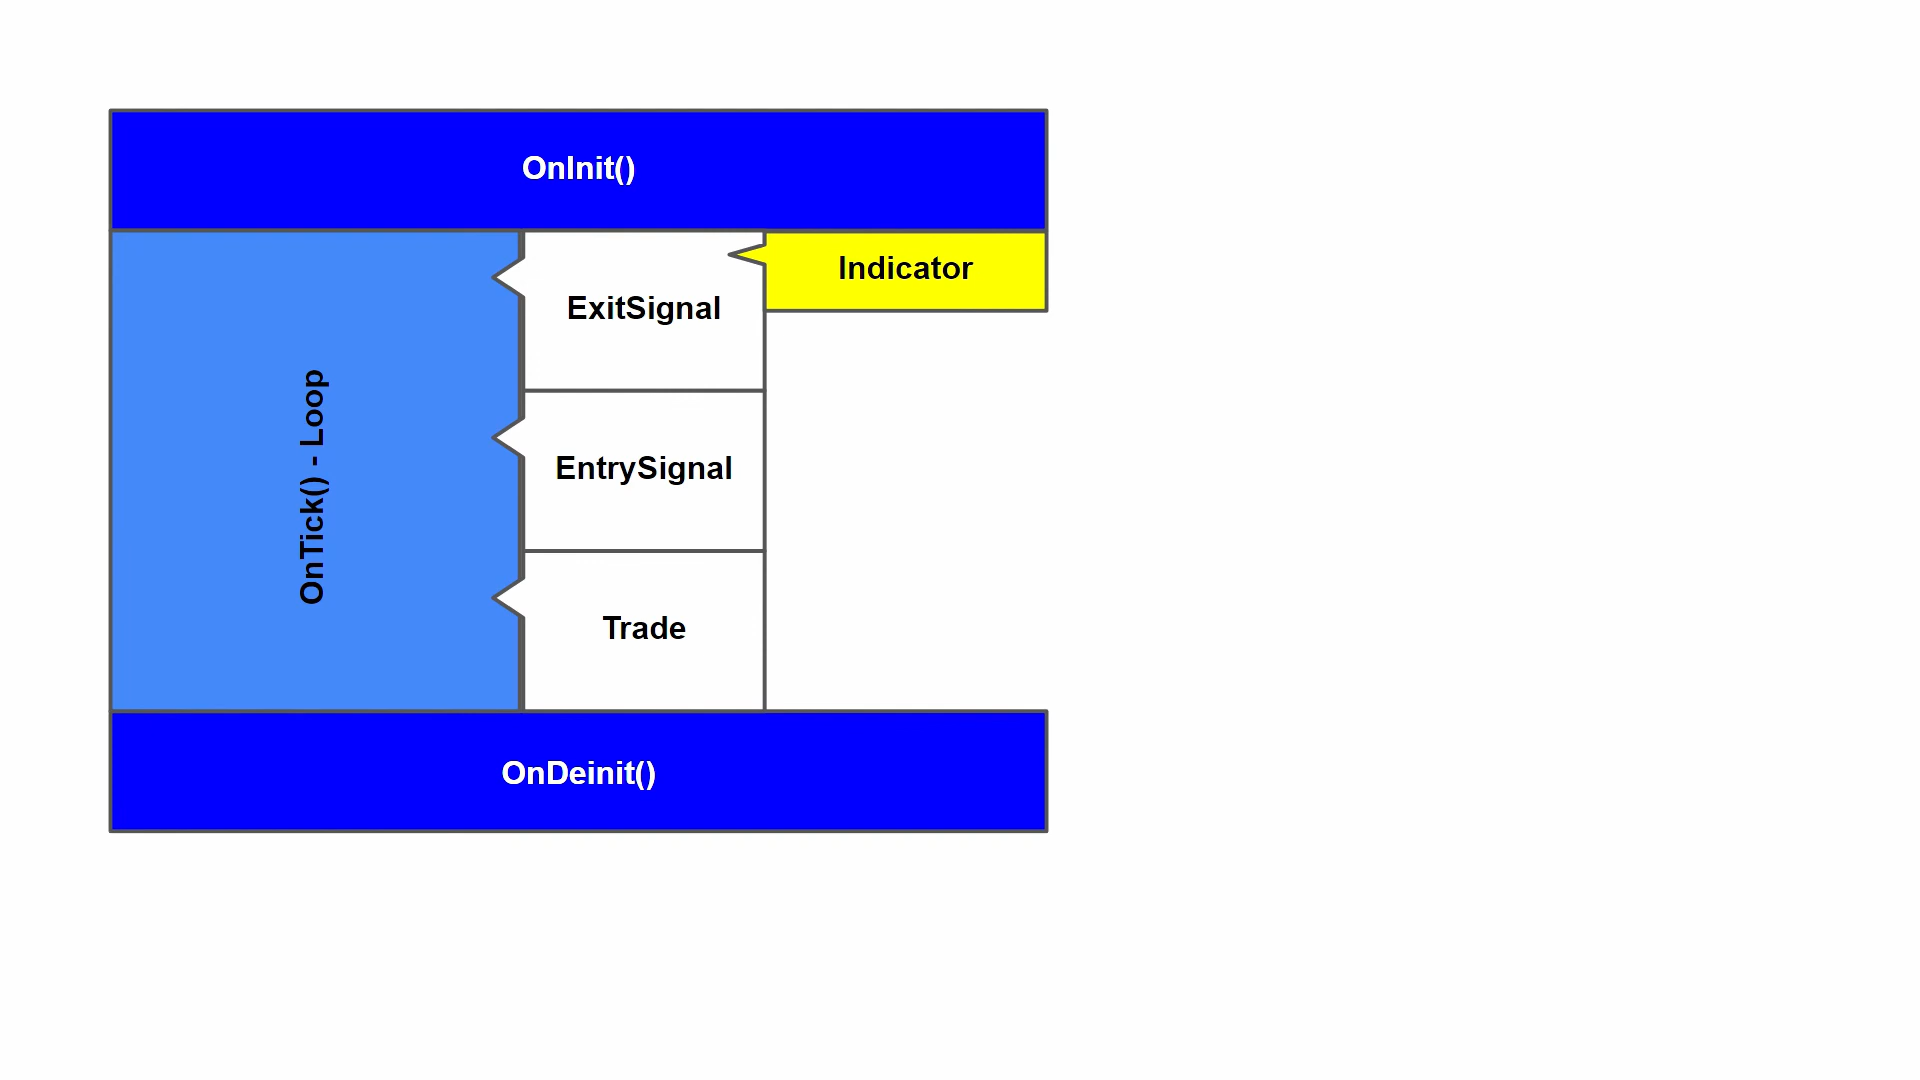 OnInit()
Indicator
ExitSignal
OnTick() - Loop
EntrySignal
Trade
OnDeinit()